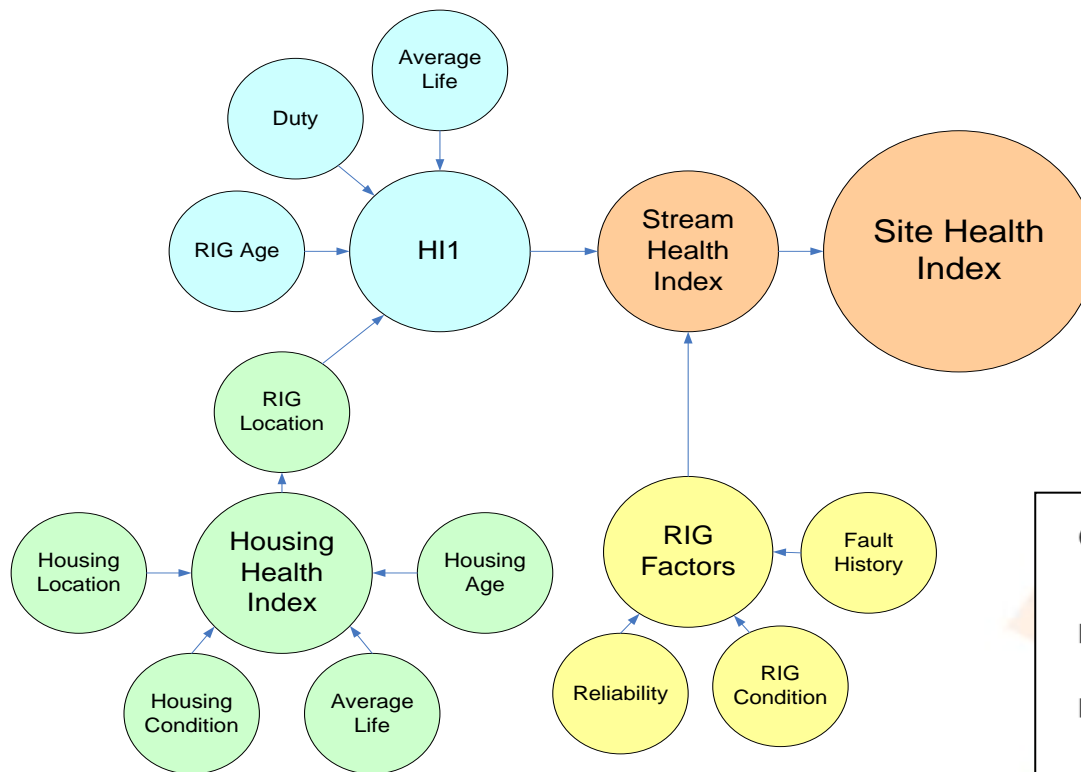 Average
Life
Duty
RIG Age
HI1
Stream
Health
Index
Site Health
Index
RIG
Location
Housing
Location
Housing
Health
Index
Housing
Age
Housing
Condition
Average
Life
RIG
Factors
Fault
History
Reliability
RIG
Condition